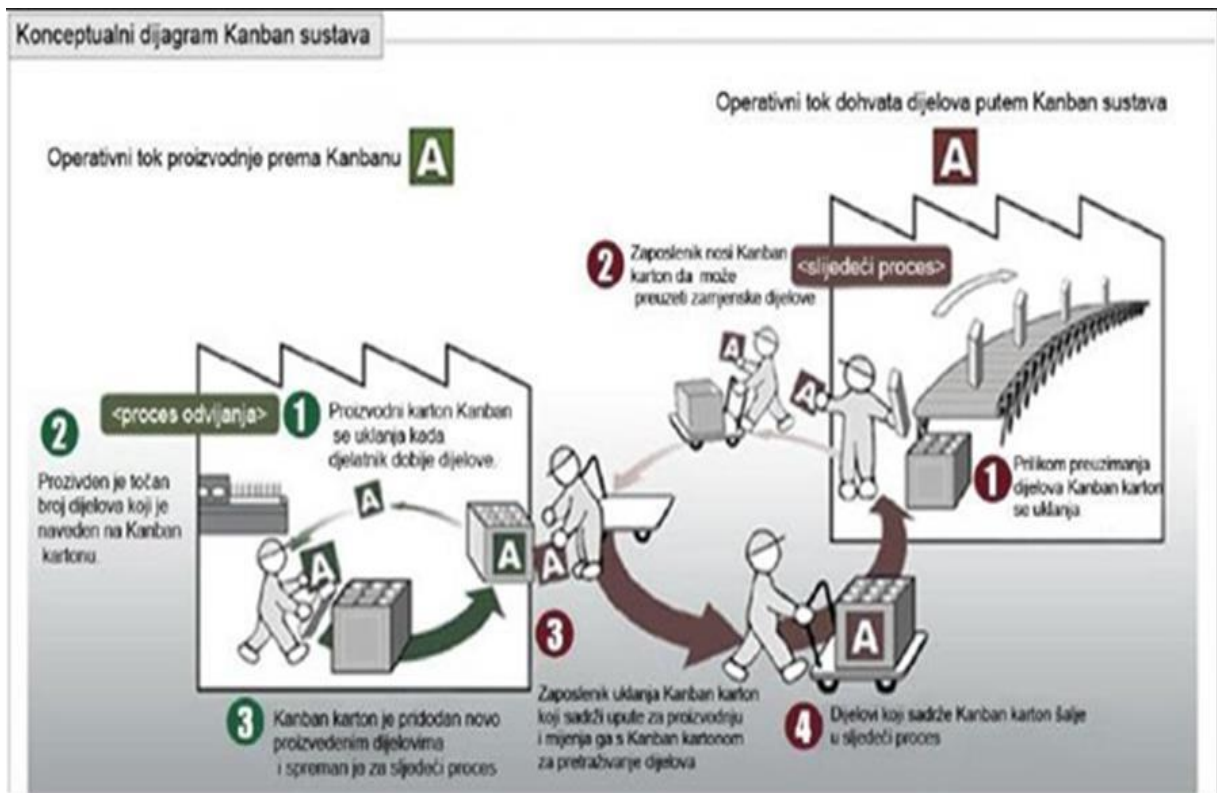 Konceptualni dijagram Kanban sustava
Operativni tok dohvata dijelova putem Kanban sustava
A
Operativni tok proizvodnje prema Kanbanu
A
2
Zaposlenik nosi Kanban
karton da može
preuzeti zamjenske dijelove
<slijedeći proces>
A
A
1
Prilikom preuzimanja
dijelova Kanban karton
se uklanja
<proces odvijanja>
1
Proizvodni karton Kanban
se uklanja kada
djelatnik dobije dijelove.
2
Prozivden je točan
broj dijelova koji je
naveden na Kanban
kartonu.
A
A
A
A
A
3
Kanban karton je pridodan novo
proizvedenim dijelovima
i spreman je za sljedeći proces
3
Zaposlenik uklanja Kanban karton
koji sadrži upute za proizvodnju
i mijenja ga s Kanban kartonom
za pretraživanje dijelova
4
Dijelovi koji sadrže Kanban karton šalje
u sljedeći proces